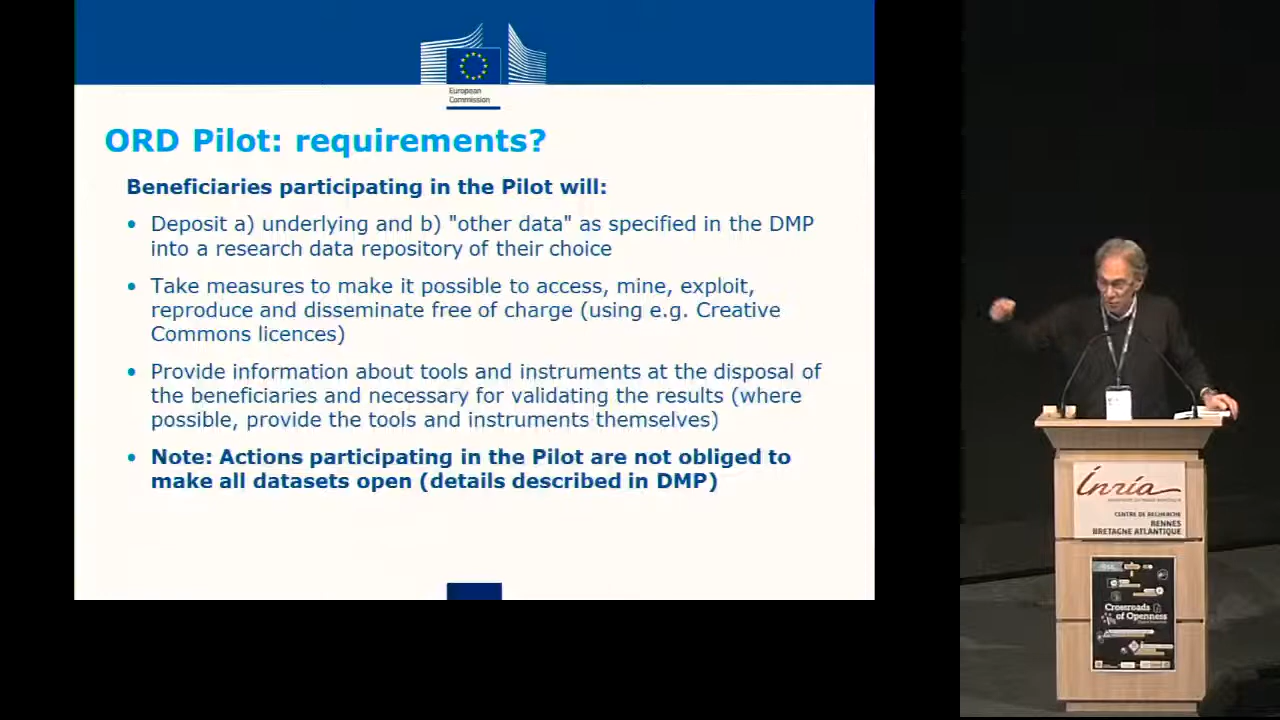 European
Commission
ORD Pilot: requirements?
Beneficiaries participating in the Pilot will:
• Deposit a) underlying and b) "other data" as specified in the DMP
into a research data repository of their choice
• Take measures to make it possible to access, mine, exploit,
reproduce and disseminate free of charge (using e.g. Creative
Commons licences)
• Provide information about tools and instruments at the disposal of
the beneficiaries and necessary for validating the results (where
possible, provide the tools and instruments themselves)
• Note: Actions participating in the Pilot are not obliged to
make all datasets open (details described in DMP)
Inria
CENTRE DE RECHERCHE
RENNES
BRETAGNE ATLANTIQUE
Crossroads
of Openness